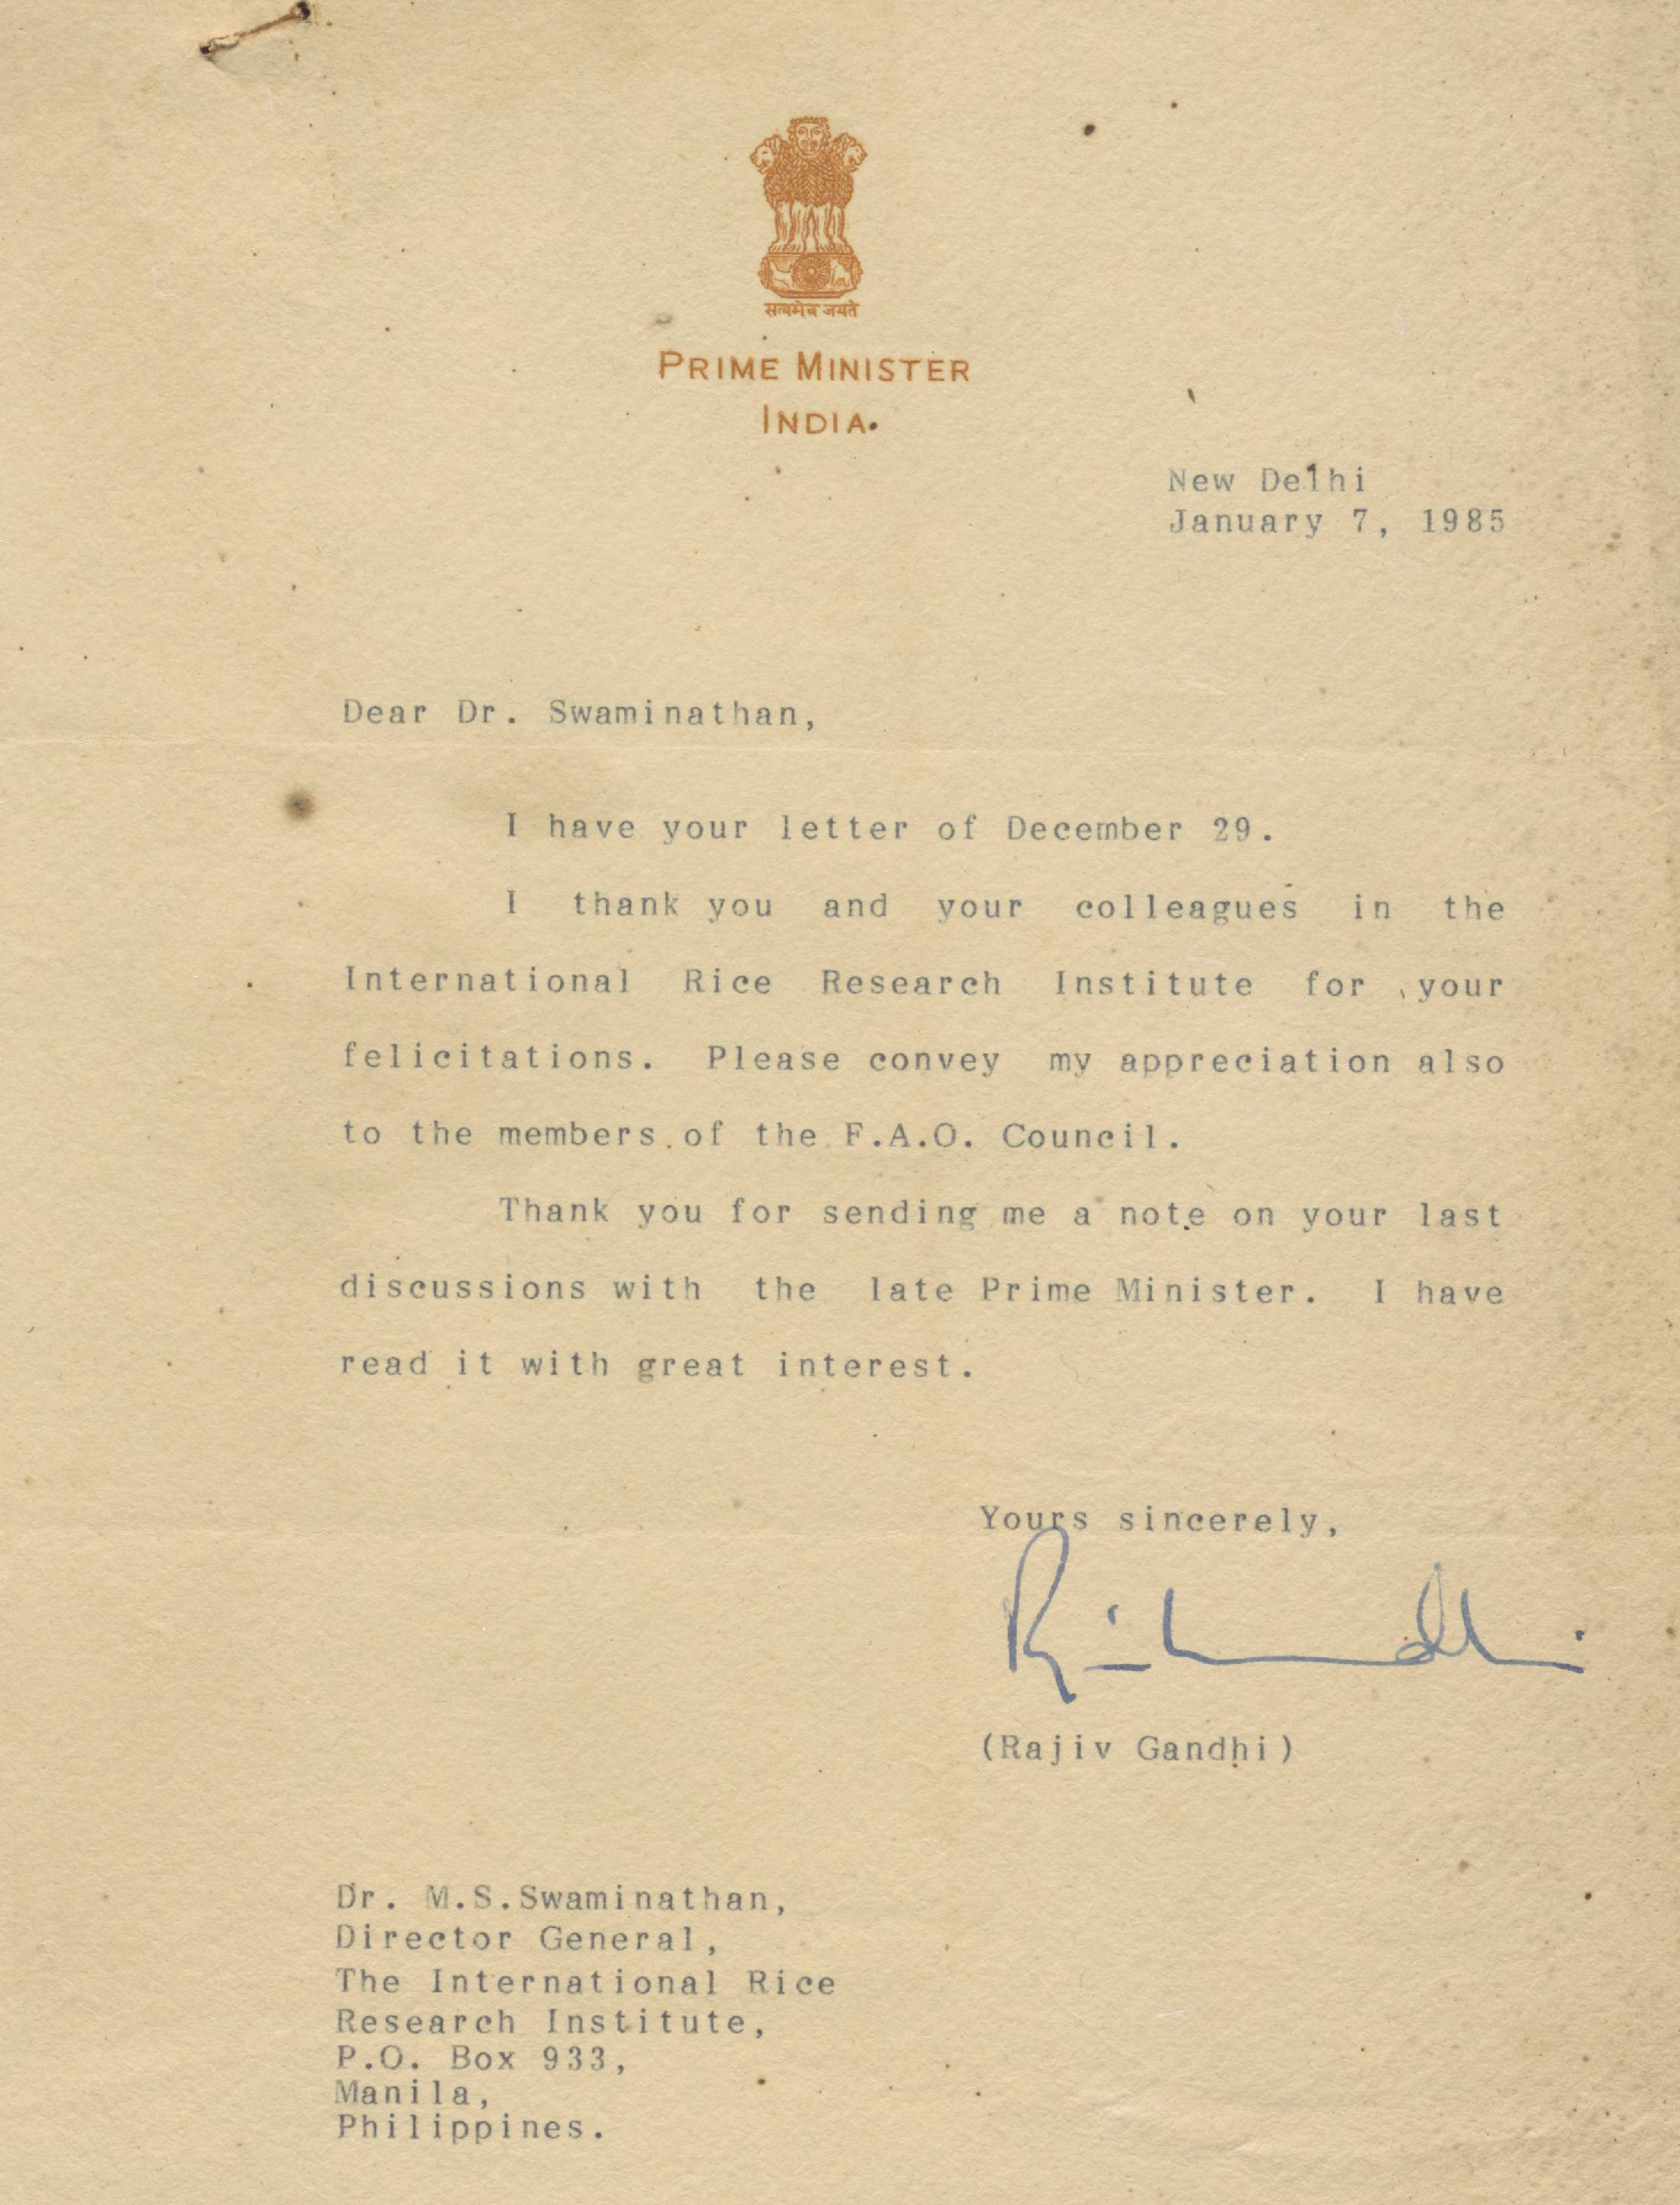 सत्यमेव जयते
PRIME MINISTER
INDIA
New Delhi
January 7, 1985
Dear Dr. Swaminathan,
I have your letter of December 29.
I thank you and your colleagues in the
International Rice Research Institute for your
felicitations. Please convey my appreciation also
to the members of the F.A.O. Council.
Thank you for sending me a note on your last
discussions with the late Prime Minister. I have
read it with great interest.
Yours sincerely,
(Rajiv Gandhi)
Dr. M.S.Swaminathan,
Director General,
The International Rice
Research Institute,
P.O. Box 933,
Manila,
Philippines.